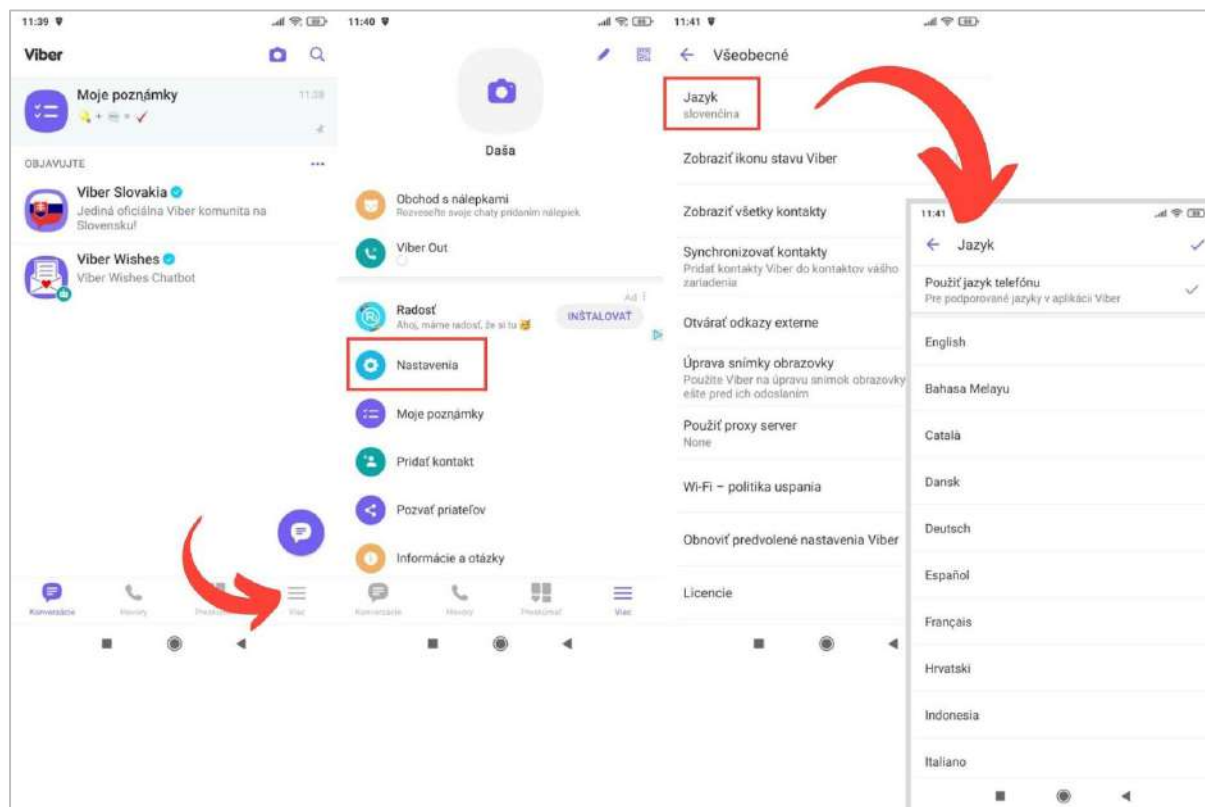 11:39
Viber
Moje poznámky
11:38
OBJAVUJTE
Viber Slovakia
Jediná oficiálna Viber komunita na
Slovensku!
Viber Wishes
Viber Wishes Chatbot
Konverzácie
Hovory
Viac
11:40
Daša
Obchod s nálepkami
Rozveseľte svoje chaty pridaním nálepiek
Viber Out
Ad
Radosť
Ahoj, máme radosť, že si tu
INŠTALOVAŤ
Nastavenia
Moje poznámky
Pridať kontakt
Pozvať priateľov
Informácie a otázky
Konverzácie
Hovory
Preskúmať
Viac
11:41
Všeobecné
Jazyk
slovenčina
Zobraziť ikonu stavu Viber
Zobraziť všetky kontakty
Synchronizovať kontakty
Pridať kontakty Viber do kontaktov vášho
zariadenia
Otvárať odkazy externe
Úprava snímky obrazovky
Použite Viber na úpravu snímok obrazovky
ešte pred ich odoslaním
Použiť proxy server
None
Wi-Fi – politika uspania
Obnoviť predvolené nastavenia Viber
Licencie
11:41
Jazyk
Použiť jazyk telefónu
Pre podporované jazyky v aplikácii Viber
English
Bahasa Melayu
Català
Dansk
Deutsch
Español
Français
Hrvatski
Indonesia
Italiano